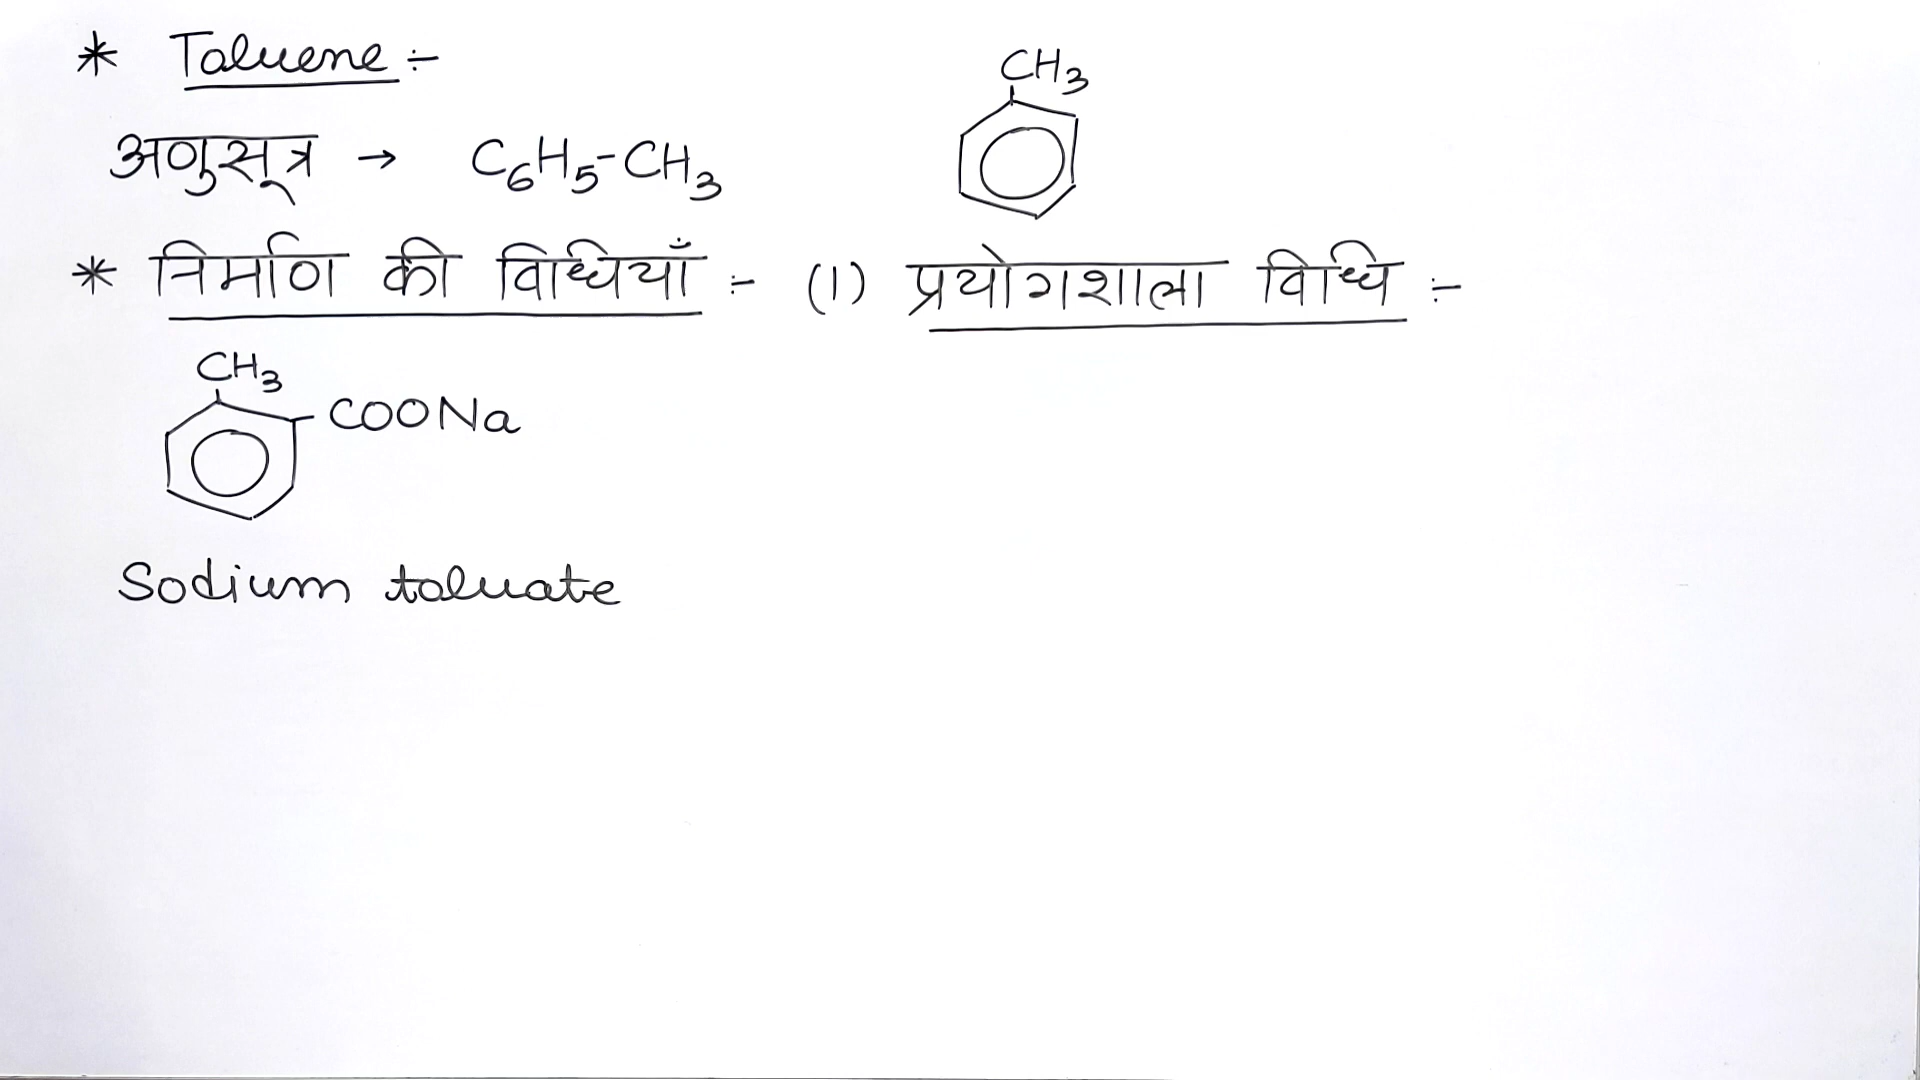 * Toluene :-
CH3
अणुसूत्र → C6H5-CH3
* निर्माण की विधियाँ :- (1) प्रयोगशाला विधि :-
CH3
COONa
Sodium toluate